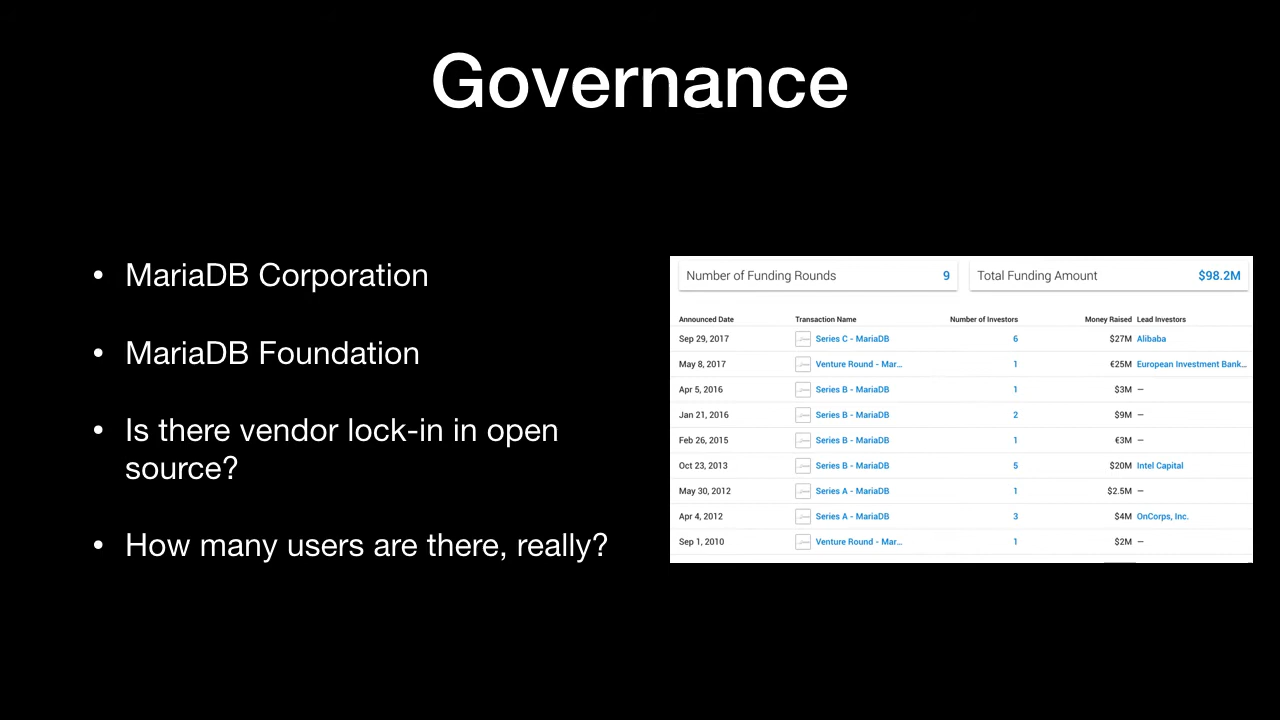 Governance
• MariaDB Corporation
• MariaDB Foundation
• Is there vendor lock-in in open
source?
• How many users are there, really?
Number of Funding Rounds 9 Total Funding Amount $98.2M
Announced Date Transaction Name Number of Investors Money Raised Lead Investors
Sep 29, 2017 Series C - MariaDB 6 $27M Alibaba
May 8, 2017 Venture Round - Mar... 1 €25M European Investment Bank...
Apr 5, 2016 Series B - MariaDB 1 $3M —
Jan 21, 2016 Series B - MariaDB 2 $9M —
Feb 26, 2015 Series B - MariaDB 1 €3M —
Oct 23, 2013 Series B - MariaDB 5 $20M Intel Capital
May 30, 2012 Series A - MariaDB 1 $2.5M —
Apr 4, 2012 Series A - MariaDB 3 $4M OnCorps, Inc.
Sep 1, 2010 Venture Round - Mar... 1 $2M —